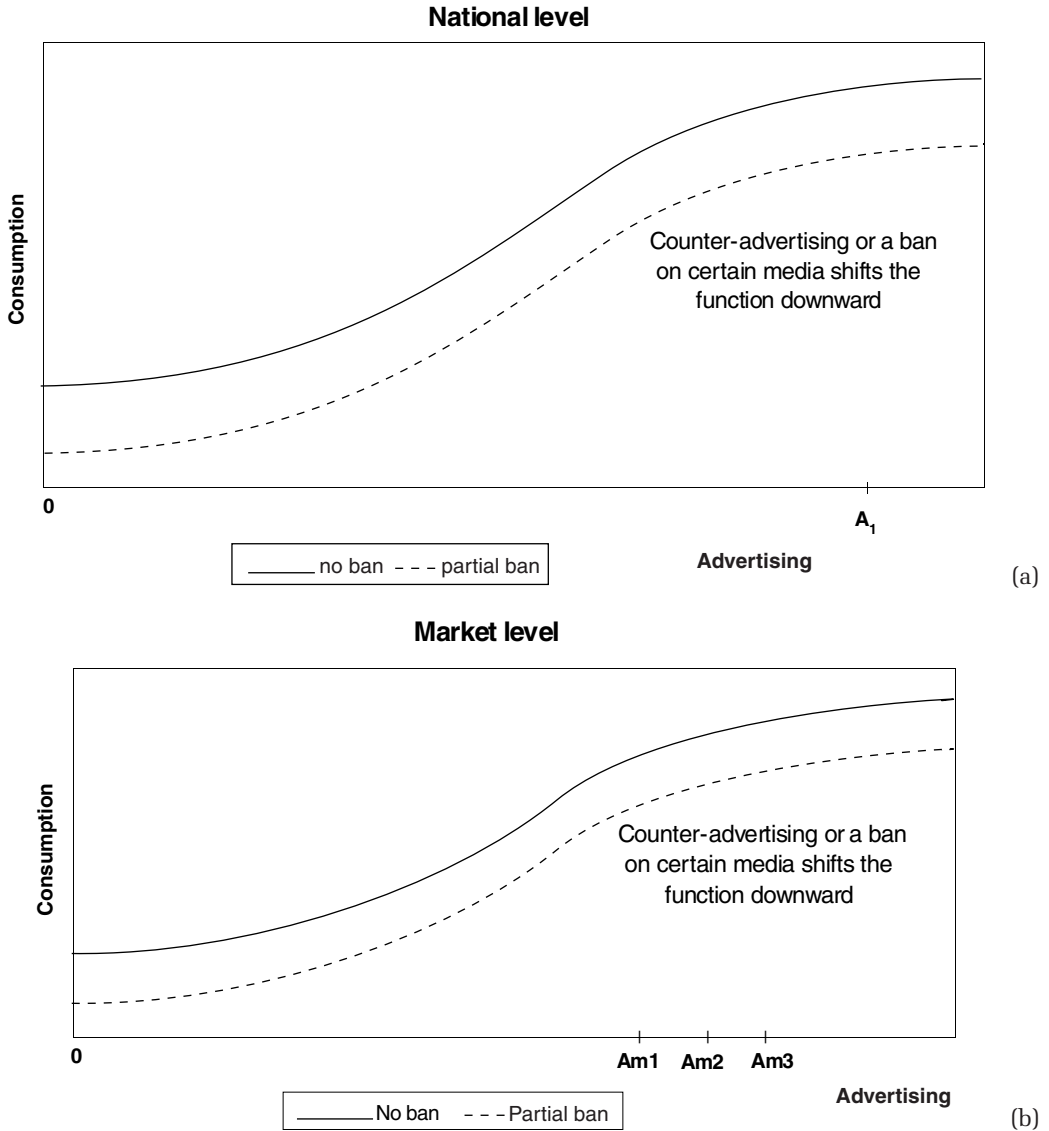 National level
Consumption
Counter-advertising or a ban
on certain media shifts the
function downward
0
A1
no ban partial ban
Advertising
(a)
Market level
Consumption
Counter-advertising or a ban
on certain media shifts the
function downward
0
Am1 Am2 Am3
Advertising
No ban Partial ban
(b)